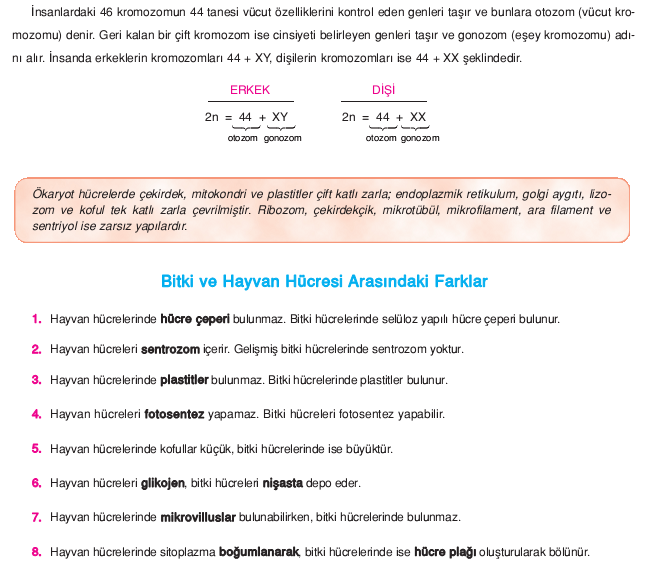 İnsanlardaki 46 kromozomun 44 tanesi vücut özelliklerini kontrol eden genleri taşır ve bunlara otozom (vücut kro-
mozomu) denir. Geri kalan bir çift kromozom ise cinsiyeti belirleyen genleri taşır ve gonozom (eşey kromozomu) adı-
nı alır. İnsanda erkeklerin kromozomları 44 + XY, dişilerin kromozomları ise 44 + XX şeklindedir.
ERKEK DİŞİ
2n = 44 + XY 2n = 44 + XX
otozom gonozom otozom gonozom
Ökaryot hücrelerde çekirdek, mitokondri ve plastitler çift katlı zarla; endoplazmik retikulum, golgi aygıtı, lizo-
zom ve koful tek katlı zarla çevrilmiştir. Ribozom, çekirdekçik, mikrotübül, mikrofilament, ara filament ve
sentriyol ise zarsız yapılardır.
Bitki ve Hayvan Hücresi Arasındaki Farklar
1. Hayvan hücrelerinde hücre çeperi bulunmaz. Bitki hücrelerinde selüloz yapılı hücre çeperi bulunur.
2. Hayvan hücreleri sentrozom içerir. Gelişmiş bitki hücrelerinde sentrozom yoktur.
3. Hayvan hücrelerinde plastitler bulunmaz. Bitki hücrelerinde plastitler bulunur.
4. Hayvan hücreleri fotosentez yapamaz. Bitki hücreleri fotosentez yapabilir.
5. Hayvan hücrelerinde kofullar küçük, bitki hücrelerinde ise büyüktür.
6. Hayvan hücreleri glikojen, bitki hücreleri nişasta depo eder.
7. Hayvan hücrelerinde mikrovilluslar bulunabilirken, bitki hücrelerinde bulunmaz.
8. Hayvan hücrelerinde sitoplazma boğumlanarak, bitki hücrelerinde ise hücre plağı oluşturularak bölünür.